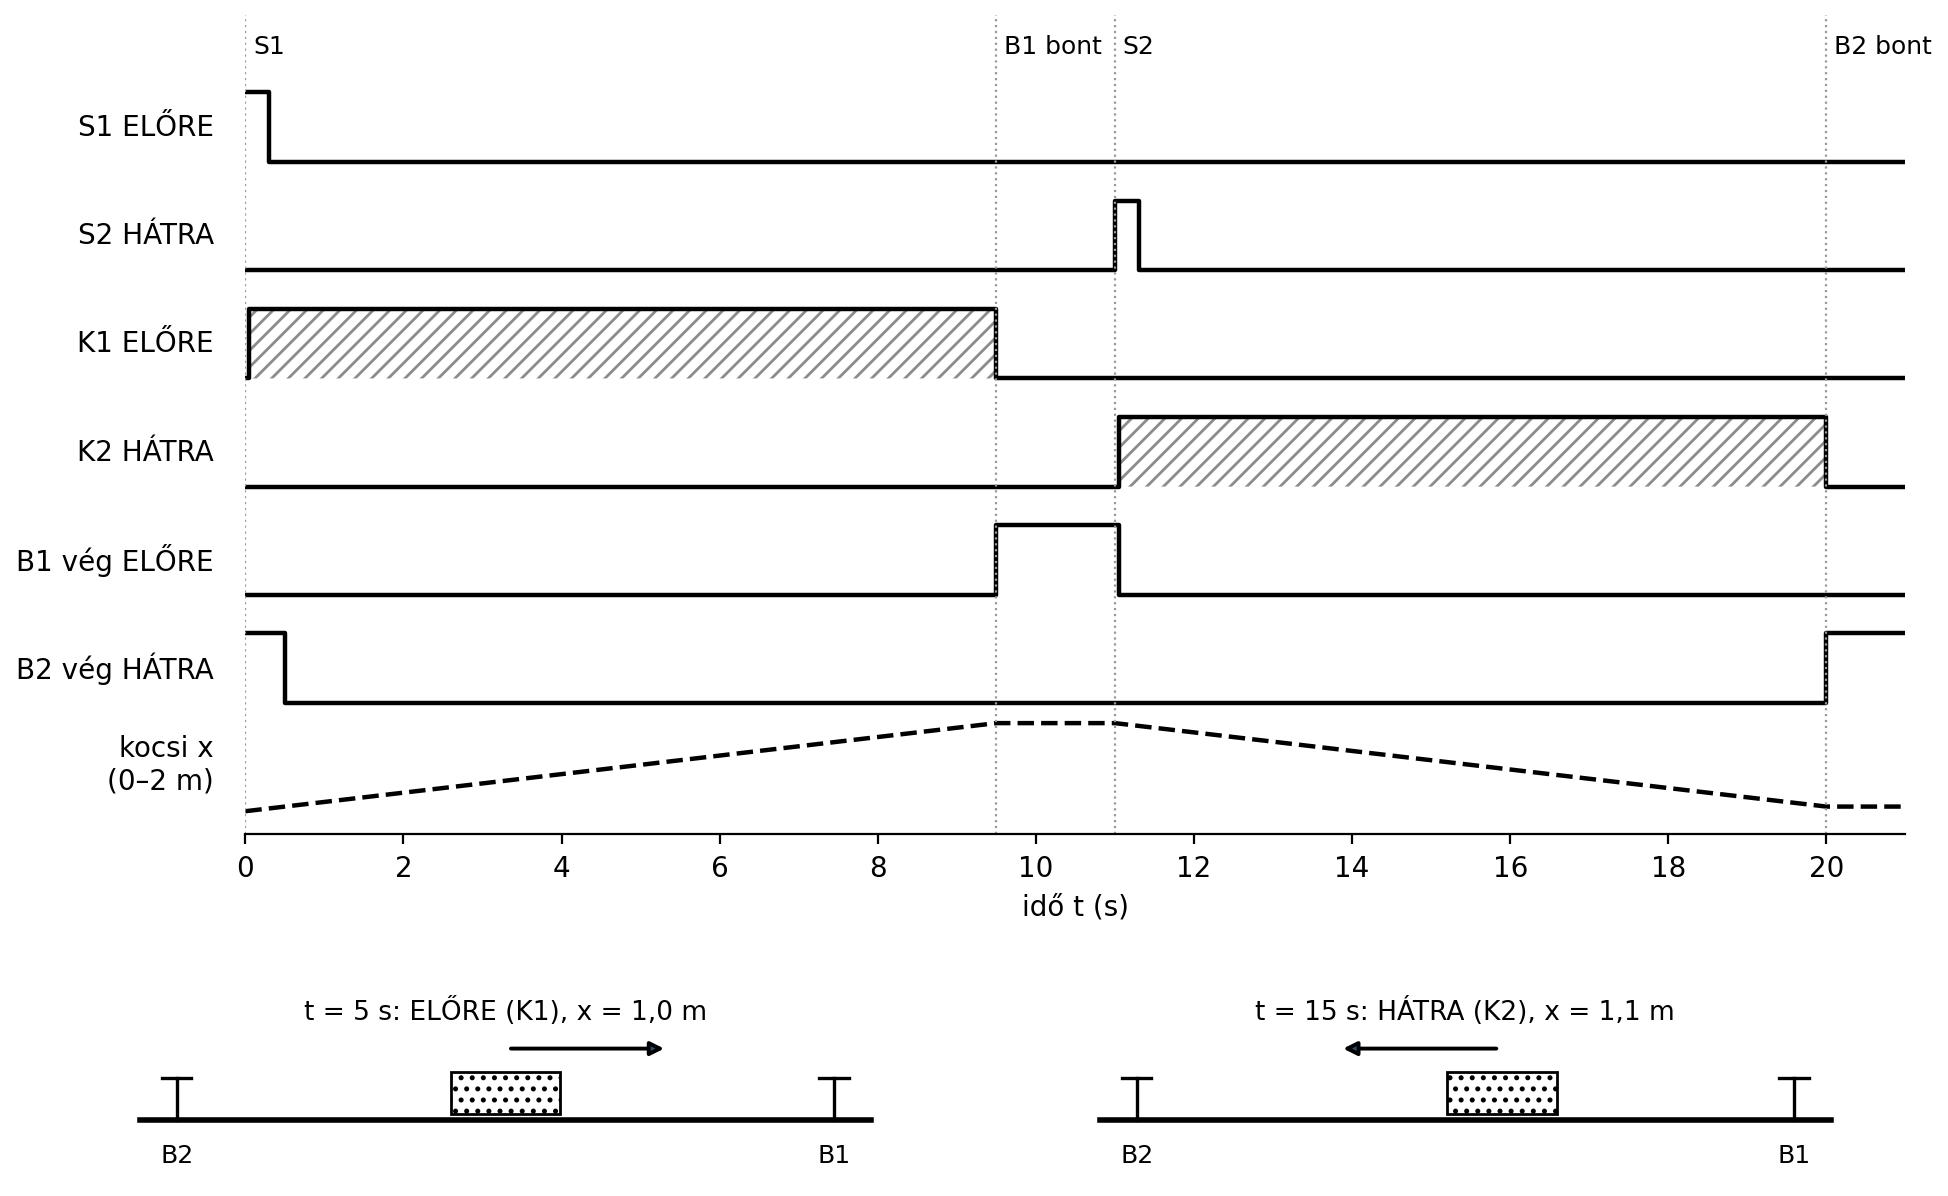 S1
B1 bont
S2
B2 bont
S1 ELŐRE
S2 HÁTRA
K1 ELŐRE
K2 HÁTRA
B1 vég ELŐRE
B2 vég HÁTRA
kocsi x
(0–2 m)
0 2 4 6 8 10 12 14 16 18 20
idő t (s)
t = 5 s: ELŐRE (K1), x = 1,0 m
B2
B1
t = 15 s: HÁTRA (K2), x = 1,1 m
B2
B1